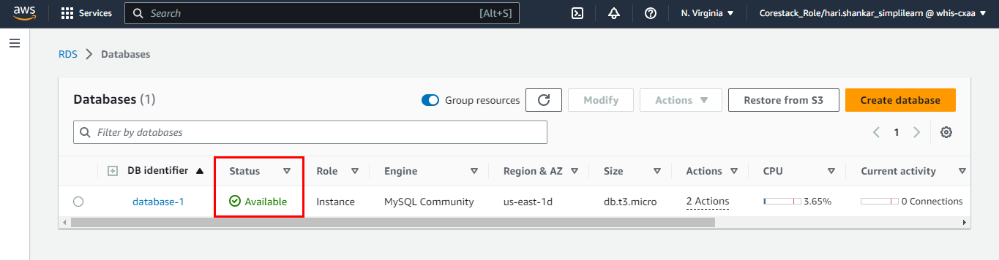 aws Services Search [Alt+S] N. Virginia Corestack_Role/hari.shankar_simplilearn @ whis-cxaa
RDS Databases
Databases (1) Group resources Modify Actions Restore from S3 Create database
Filter by databases 1
DB identifier Status Role Engine Region & AZ Size Actions CPU Current activity
database-1 Available Instance MySQL Community us-east-1d db.t3.micro 2 Actions 3.65% 0 Connections